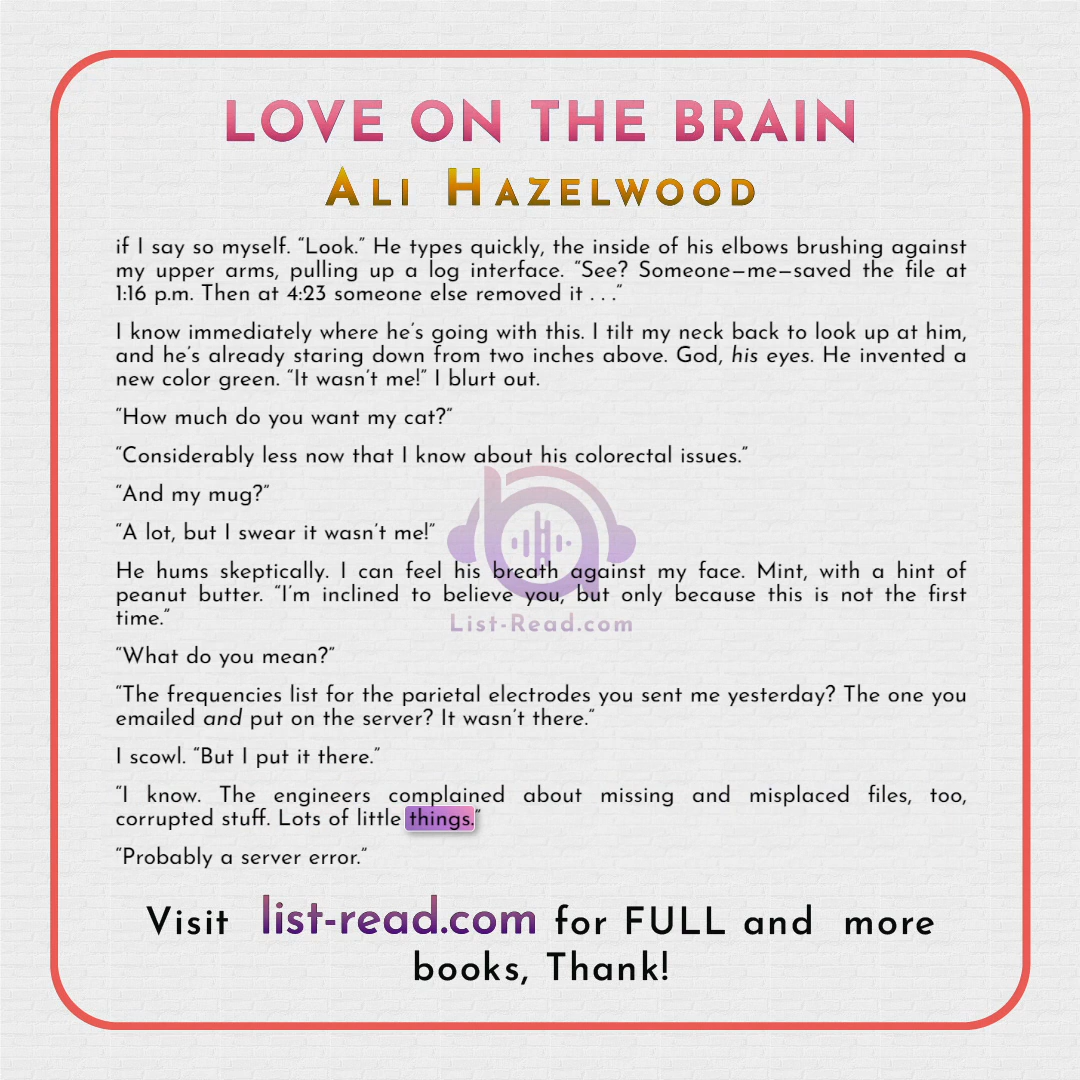 LOVE ON THE BRAIN
ALI HAZELWOOD
if I say so myself. “Look.” He types quickly, the inside of his elbows brushing against
my upper arms, pulling up a log interface. “See? Someone—me—saved the file at
1:16 p.m. Then at 4:23 someone else removed it . . .”
I know immediately where he’s going with this. I tilt my neck back to look up at him,
and he’s already staring down from two inches above. God, his eyes. He invented a
new color green. “It wasn’t me!” I blurt out.
“How much do you want my cat?”
“Considerably less now that I know about his colorectal issues.”
“And my mug?”
“A lot, but I swear it wasn’t me!”
He hums skeptically. I can feel his breath against my face. Mint, with a hint of
peanut butter. “I’m inclined to believe you, but only because this is not the first
time.”
List-Read.com
“What do you mean?”
“The frequencies list for the parietal electrodes you sent me yesterday? The one you
emailed and put on the server? It wasn’t there.”
I scowl. “But I put it there.”
“I know. The engineers complained about missing and misplaced files, too,
corrupted stuff. Lots of little things.”
“Probably a server error.”
Visit list-read.com for FULL and more
books, Thank!